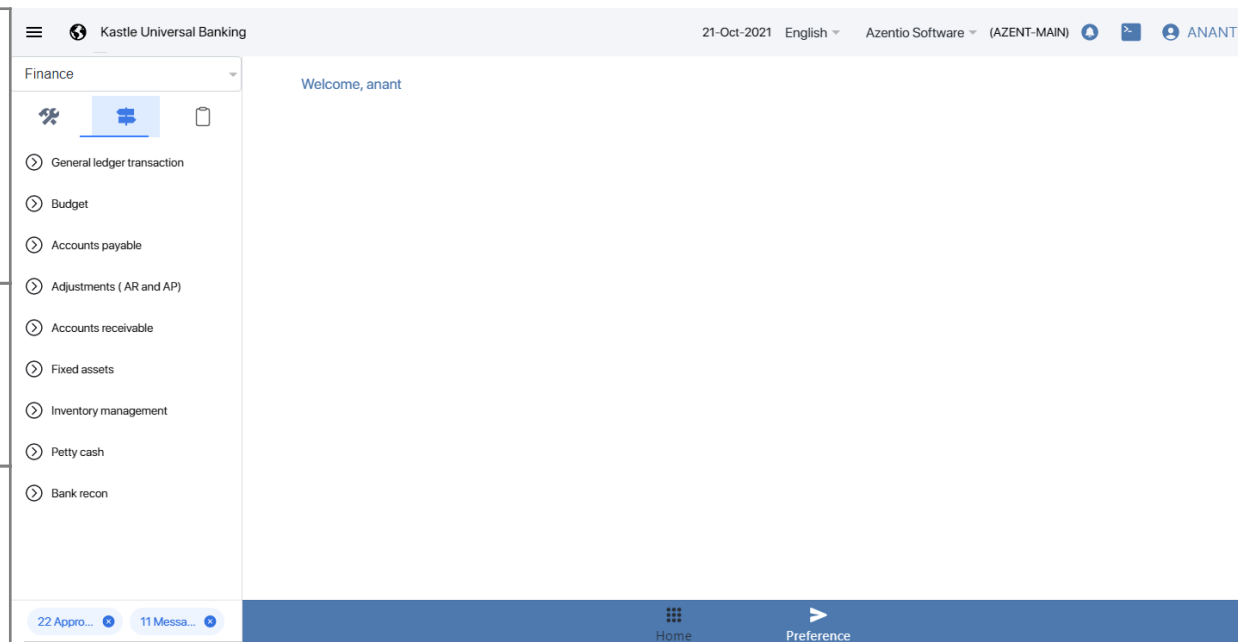 Kastle Universal Banking
21-Oct-2021 English Azentio Software (AZENT-MAIN) ANANT
Finance
Welcome, anant
General ledger transaction
Budget
Accounts payable
Adjustments ( AR and AP)
Accounts receivable
Fixed assets
Inventory management
Petty cash
Bank recon
22 Appro... 11 Messa...
Home Preference